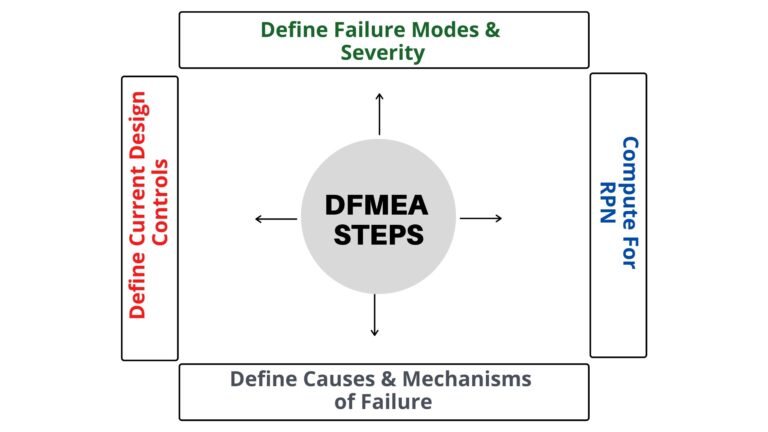 Define Failure Modes &
Severity
Define Current Design
Controls
DFMEA
STEPS
Compute For
RPN
Define Causes & Mechanisms
of Failure